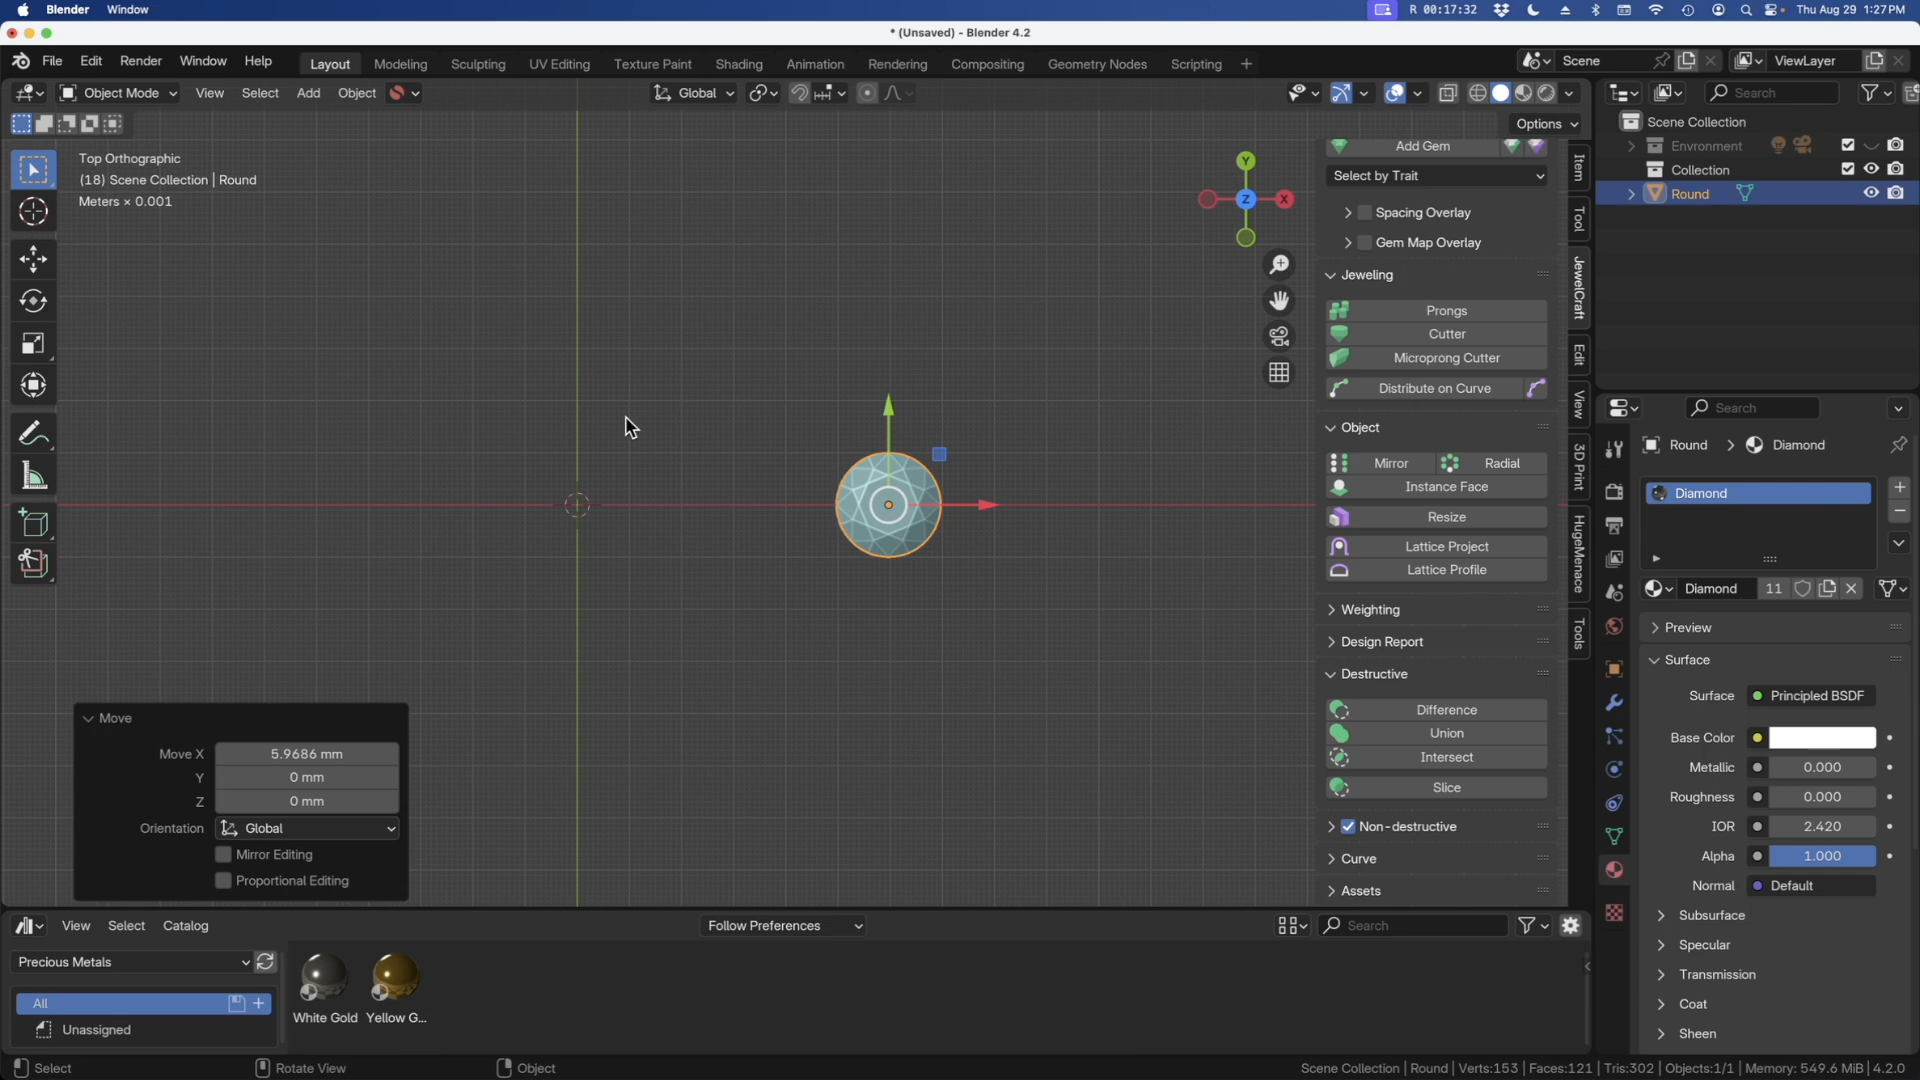 Blender Window R 00:17:32 Thu Aug 29 1:27 PM
* (Unsaved) - Blender 4.2
File Edit Render Window Help Layout Modeling Sculpting UV Editing Texture Paint Shading Animation Rendering Compositing Geometry Nodes Scripting + Scene ViewLayer
Object Mode View Select Add Object Global Search
Options
Top Orthographic
(18) Scene Collection | Round
Meters × 0.001
Y
X
Z
Add Gem
Select by Trait
Spacing Overlay
Gem Map Overlay
Jeweling
Prongs
Cutter
Microprong Cutter
Distribute on Curve
Object
Mirror Radial
Instance Face
Resize
Lattice Project
Lattice Profile
Weighting
Design Report
Destructive
Difference
Union
Intersect
Slice
Non-destructive
Curve
Assets
Item
Tool
JewelCraft
Edit
View
3D Print
HugeMenace
Tools
Scene Collection
Environment
Collection
Round
Search
Round Diamond
Diamond
Diamond 11
Preview
Surface
Surface Principled BSDF
Base Color
Metallic 0.000
Roughness 0.000
IOR 2.420
Alpha 1.000
Normal Default
Subsurface
Specular
Transmission
Coat
Sheen
Move
Move X 5.9686 mm
Y 0 mm
Z 0 mm
Orientation Global
Mirror Editing
Proportional Editing
View Select Catalog Follow Preferences Search
Precious Metals
All
Unassigned
White Gold Yellow G...
Select Rotate View Object Scene Collection | Round | Verts:153 | Faces:121 | Tris:302 | Objects:1/1 | Memory: 549.6 MiB | 4.2.0